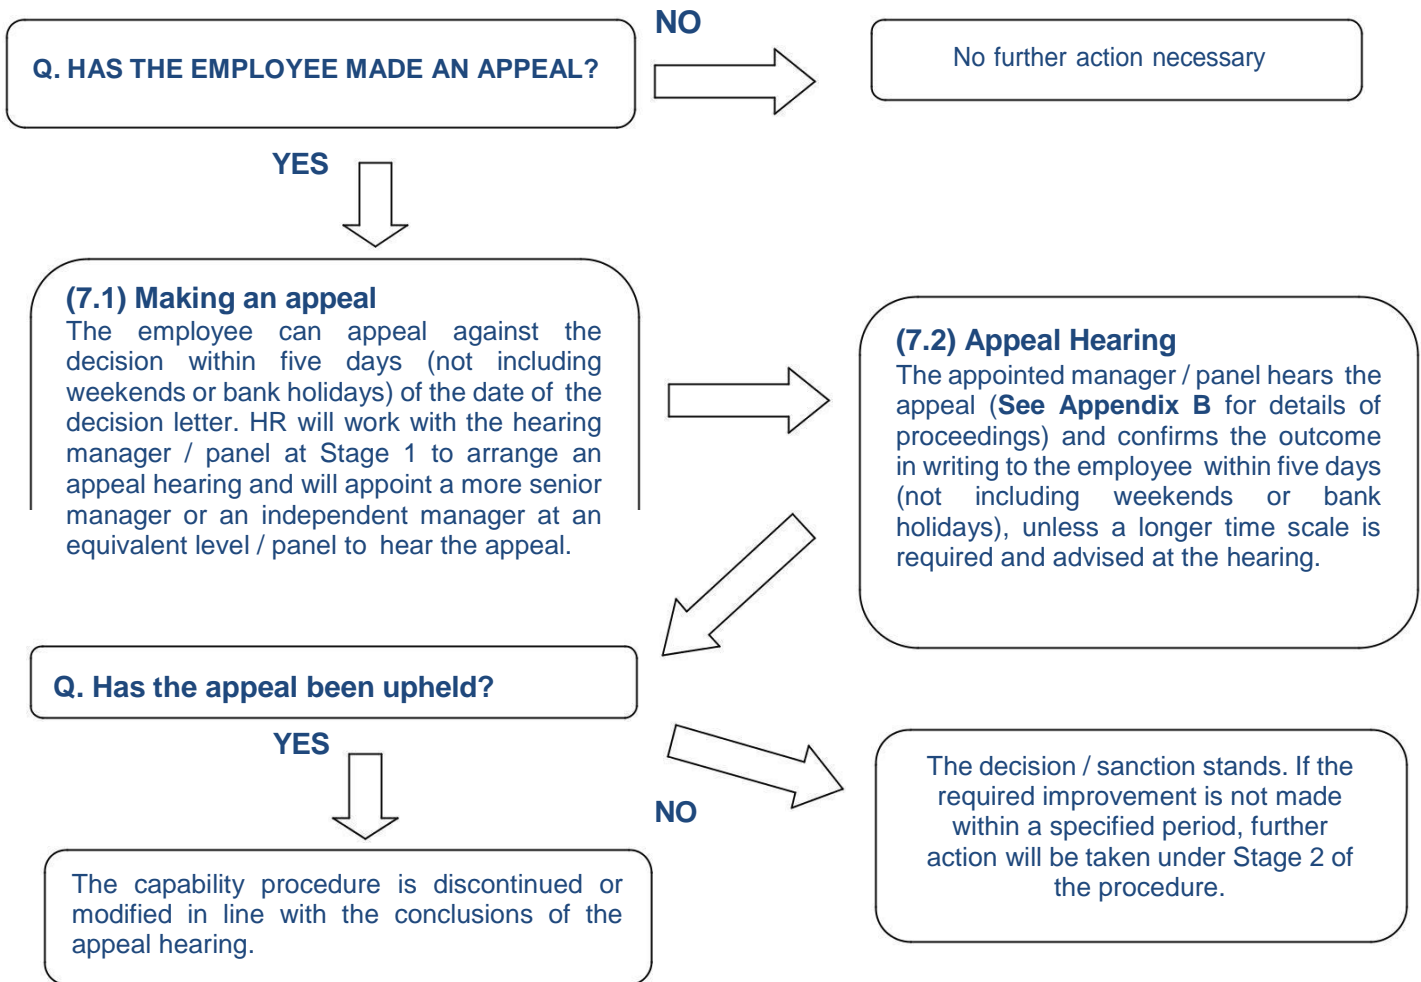 NO
Q. HAS THE EMPLOYEE MADE AN APPEAL?
No further action necessary
YES
(7.1) Making an appeal
The employee can appeal against the
decision within five days (not including
weekends or bank holidays) of the date of the
decision letter. HR will work with the hearing
manager / panel at Stage 1 to arrange an
appeal hearing and will appoint a more senior
manager or an independent manager at an
equivalent level / panel to hear the appeal.
(7.2) Appeal Hearing
The appointed manager / panel hears the
appeal (See Appendix B for details of
proceedings) and confirms the outcome
in writing to the employee within five days
(not including weekends or bank
holidays), unless a longer time scale is
required and advised at the hearing.
Q. Has the appeal been upheld?
YES
NO
The decision / sanction stands. If the
required improvement is not made
within a specified period, further
action will be taken under Stage 2 of
the procedure.
The capability procedure is discontinued or
modified in line with the conclusions of the
appeal hearing.